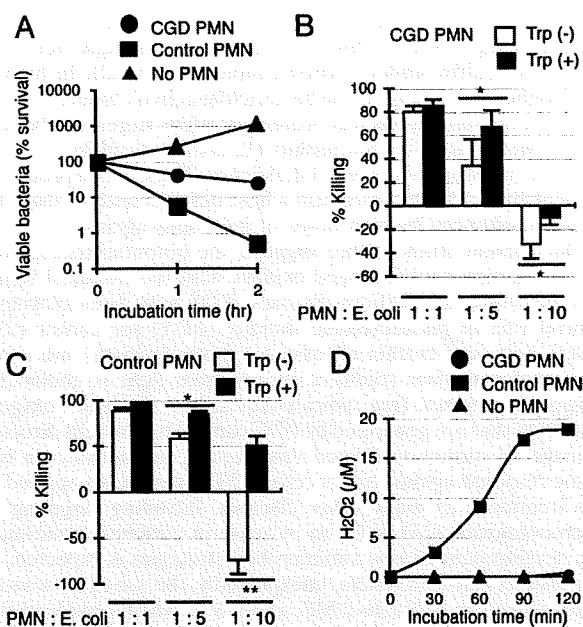 A
CGD PMN
Control PMN
No PMN
Viable bacteria (% survival)
10000
1000
100
10
1
0.1
0
1
2
Incubation time (hr)
B
CGD PMN
Trp (-)
Trp (+)
% Killing
100
80
60
40
20
0
-20
-40
-60
*
*
PMN : E. coli
1 : 1
1 : 5
1 : 10
C
Control PMN
Trp (-)
Trp (+)
% Killing
100
50
0
-50
-100
*
**
PMN : E. coli
1 : 1
1 : 5
1 : 10
D
CGD PMN
Control PMN
No PMN
H2O2 (μM)
20
15
10
5
0
0
30
60
90
120
Incubation time (min)